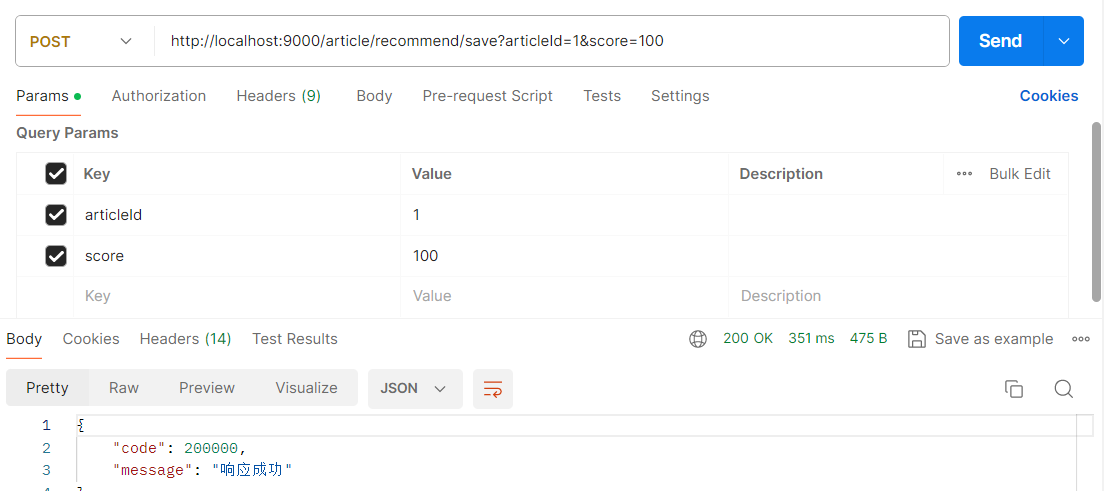 POST http://localhost:9000/article/recommend/save?articleId=1&score=100 Send
Params Authorization Headers (9) Body Pre-request Script Tests Settings Cookies
Query Params
Key Value Description Bulk Edit
articleId 1
score 100
Key Value Description
Body Cookies Headers (14) Test Results 200 OK 351 ms 475 B Save as example
Pretty Raw Preview Visualize JSON
1 {
2 "code": 200000,
3 "message": "响应成功"